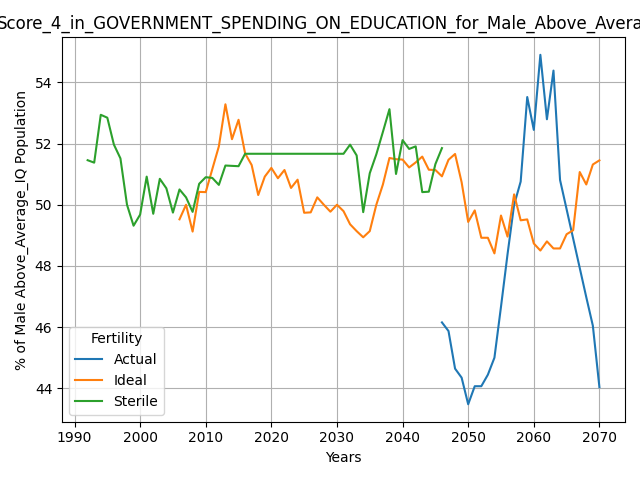 Score_4_in_GOVERNMENT_SPENDING_ON_EDUCATION_for_Male_Above_Avera
54
52
50
48
46
44
% of Male Above_Average_IQ Population
Fertility
Actual
Ideal
Sterile
1990 2000 2010 2020 2030 2040 2050 2060 2070
Years